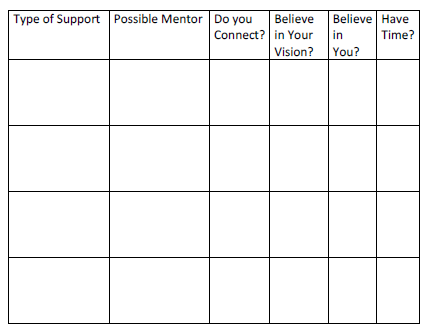 Type of Support Possible Mentor Do you Believe Believe Have
Connect? in Your in Time?
Vision? You?